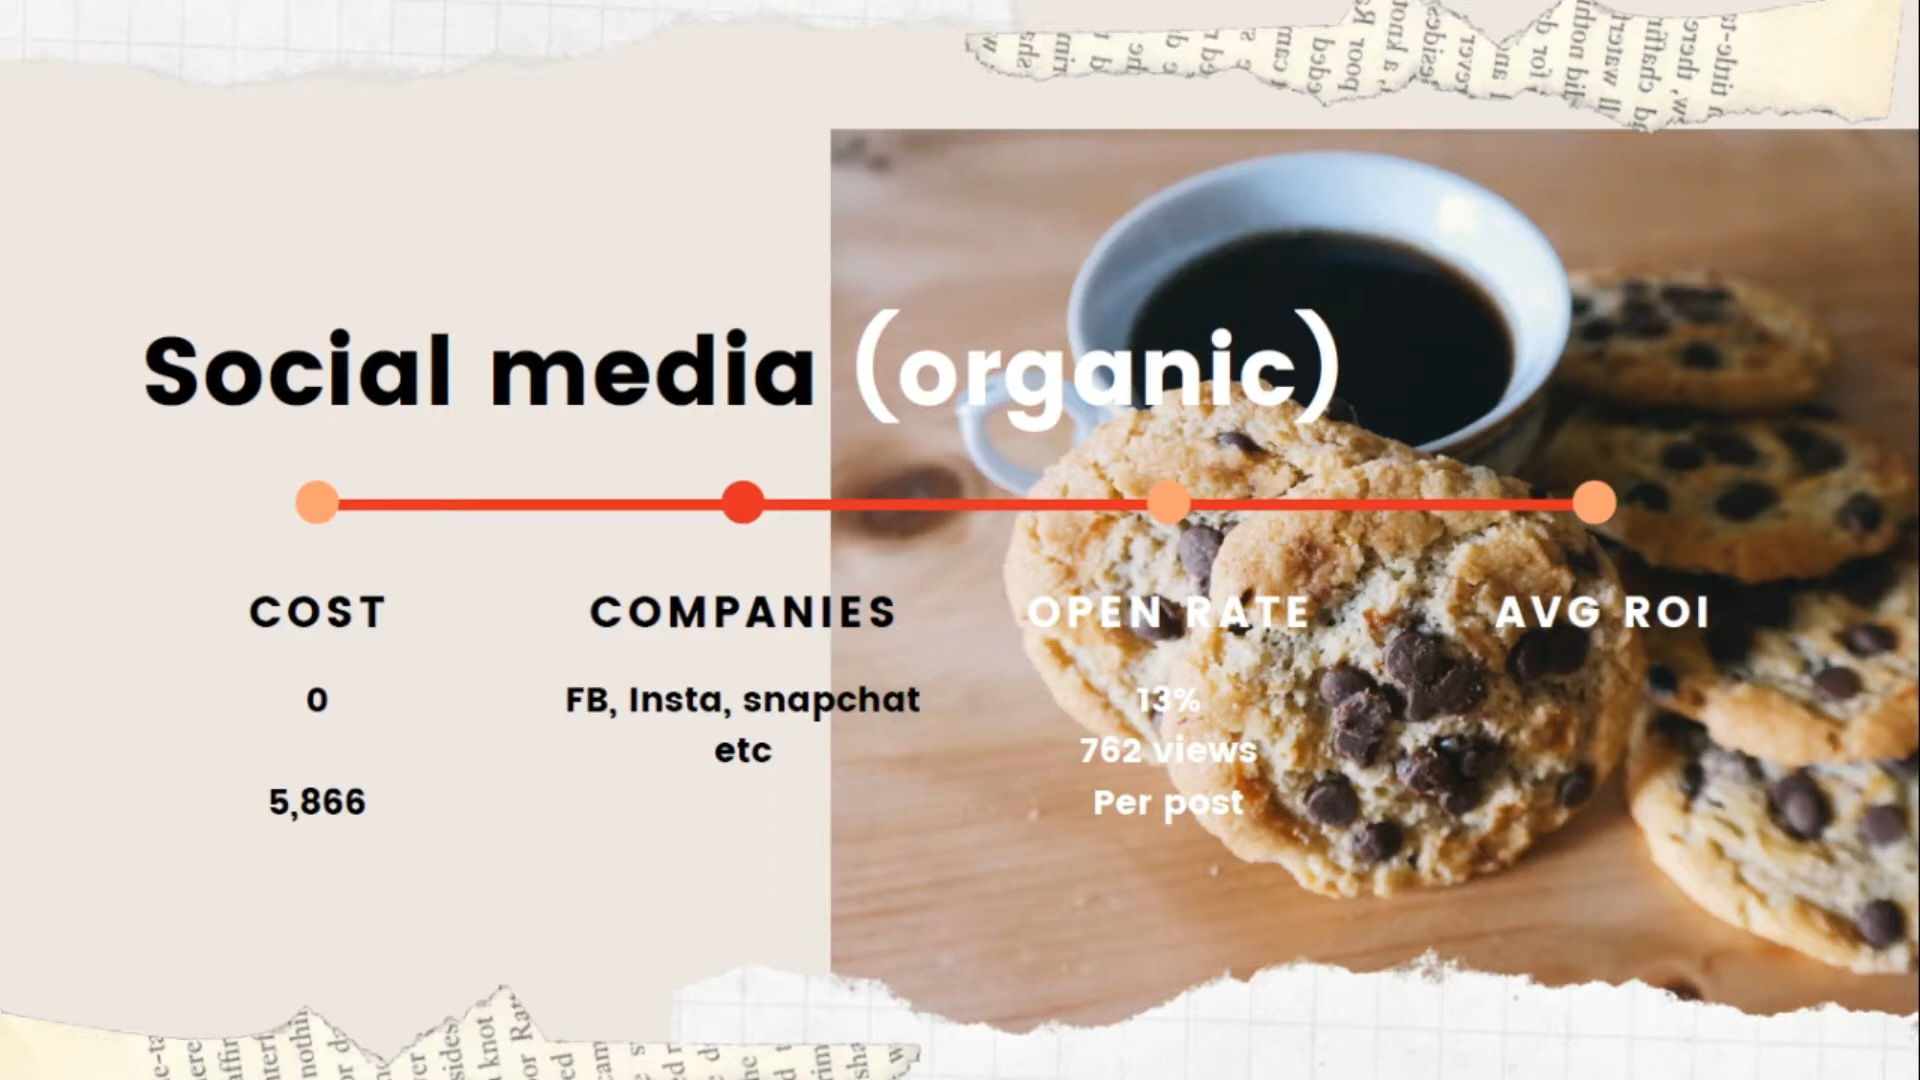 Social media (organic)
COST
0
5,866
COMPANIES
FB, Insta, snapchat
etc
OPEN RATE
13%
762 views
Per post
AVG ROI